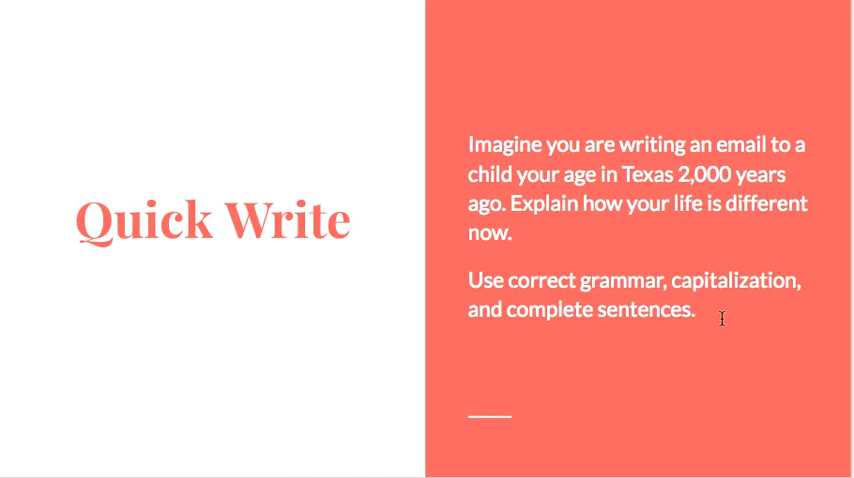 Quick Write
Imagine you are writing an email to a
child your age in Texas 2,000 years
ago. Explain how your life is different
now.
Use correct grammar, capitalization,
and complete sentences.